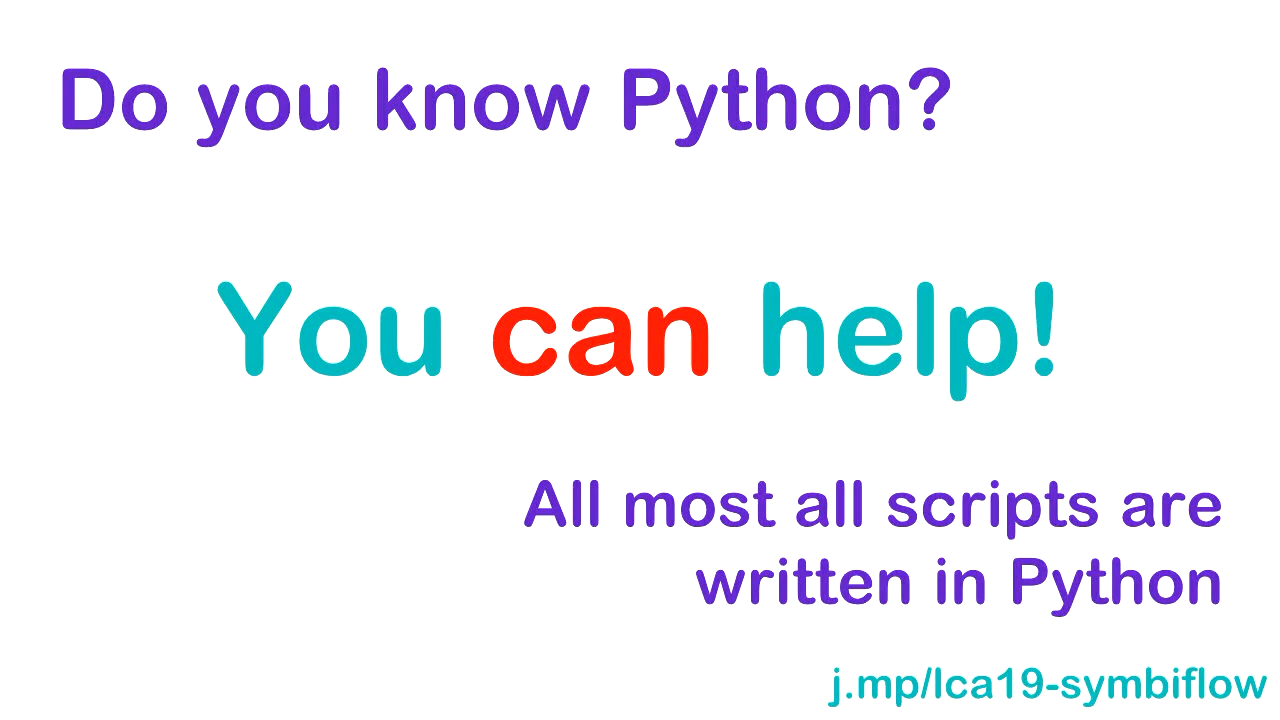 Do you know Python?
You can help!
All most all scripts are
written in Python
j.mp/lca19-symbiflow